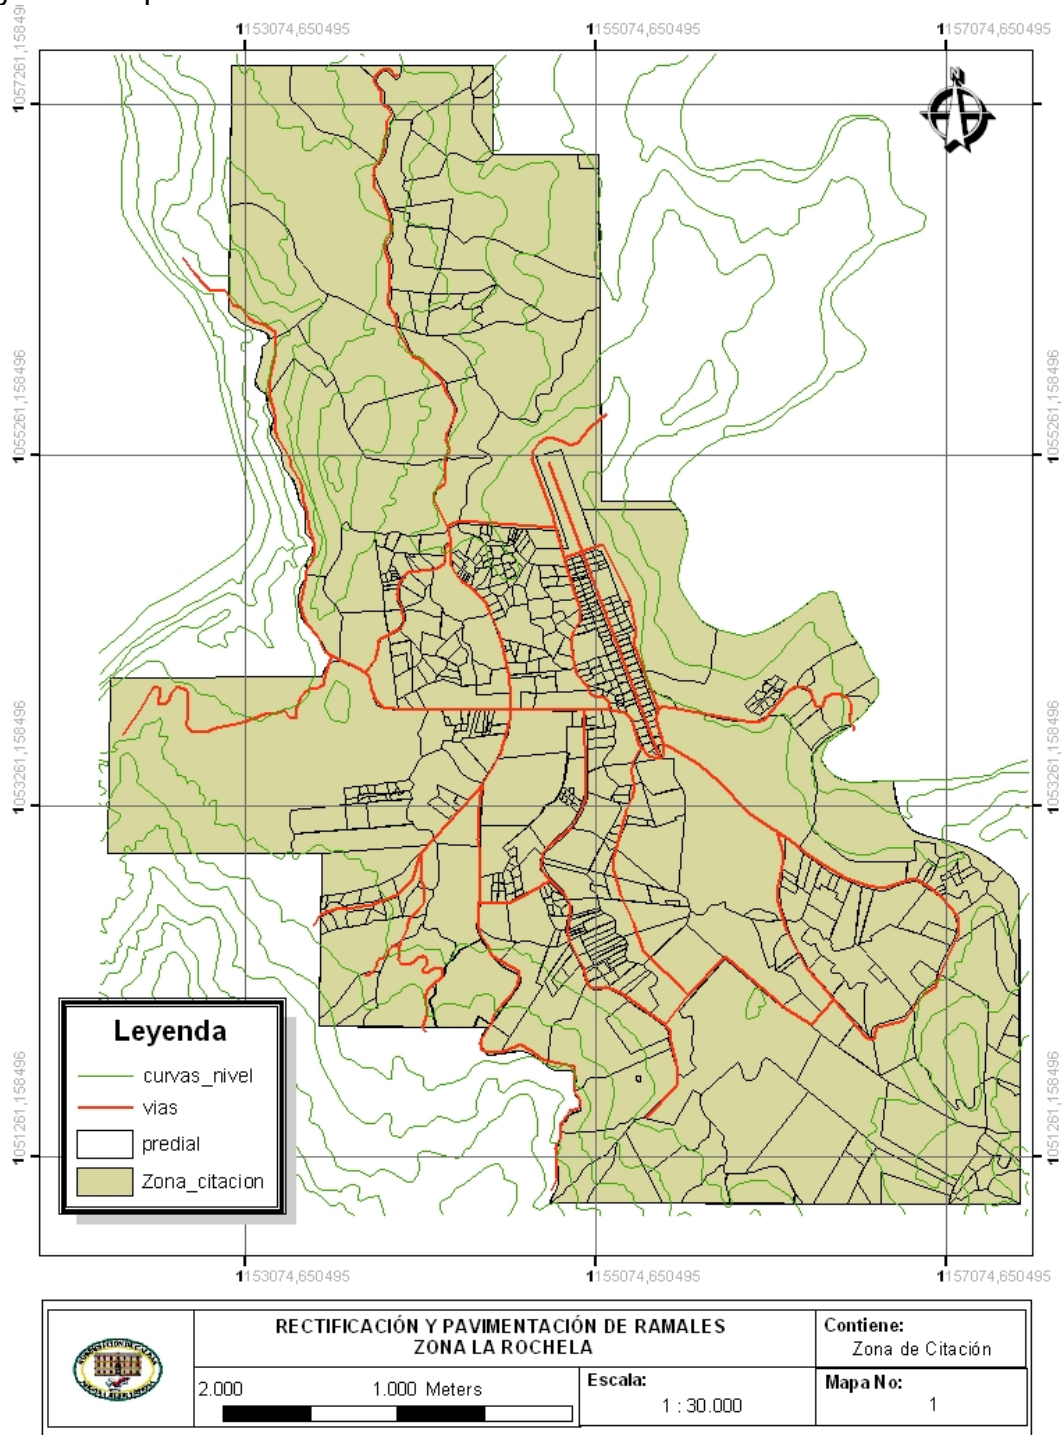 1153074,650495 1155074,650495 1157074,650495
1057261,158496
1055261,158496 1055261,158496
1053261,158496 1053261,158496
1051261,158496 1051261,158496
N
Leyenda
curvas_nivel
vias
predial
Zona_citacion
1153074,650495 1155074,650495 1157074,650495
RECTIFICACIÓN Y PAVIMENTACIÓN DE RAMALES
ZONA LA ROCHELA
2.000 1.000 Meters
Escala:
1 : 30.000
Contiene:
Zona de Citación
Mapa No:
1